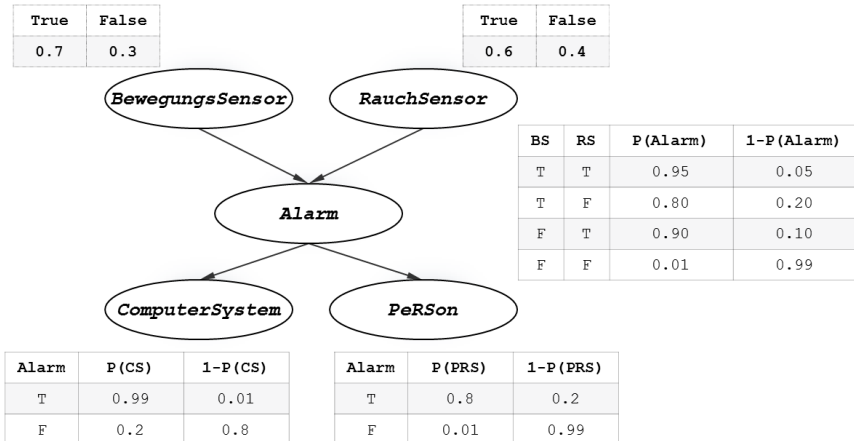 True False
0.7 0.3
True False
0.6 0.4
BewegungsSensor
RauchSensor
BS RS P(Alarm) 1-P(Alarm)
T T 0.95 0.05
T F 0.80 0.20
F T 0.90 0.10
F F 0.01 0.99
Alarm
ComputerSystem
PeRSon
Alarm P(CS) 1-P(CS)
T 0.99 0.01
F 0.2 0.8
Alarm P(PRS) 1-P(PRS)
T 0.8 0.2
F 0.01 0.99